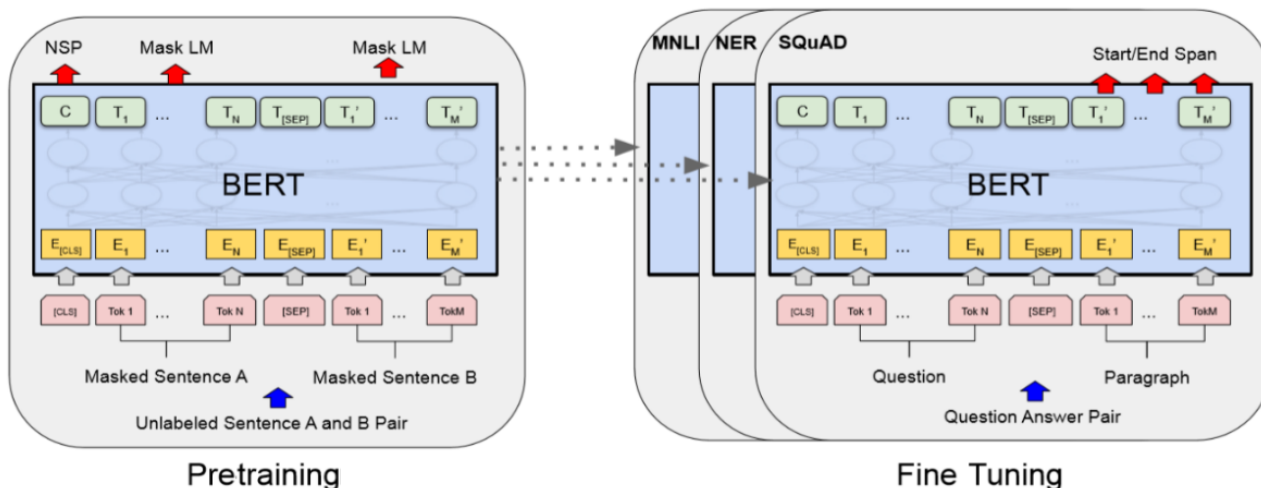 NSP Mask LM Mask LM
C T1 ... TN T[SEP] T1' ... TM'
BERT
E[CLS] E1 ... EN E[SEP] E1' ... EM'
[CLS] Tok 1 ... Tok N [SEP] Tok 1 ... TokM
Masked Sentence A Masked Sentence B
Unlabeled Sentence A and B Pair
Pretraining
MNLI NER SQuAD
Start/End Span
C T1 ... TN T[SEP] T1' ... TM'
BERT
E[CLS] E1 ... EN E[SEP] E1' ... EM'
[CLS] Tok 1 ... Tok N [SEP] Tok 1 ... TokM
Question Paragraph
Question Answer Pair
Fine Tuning